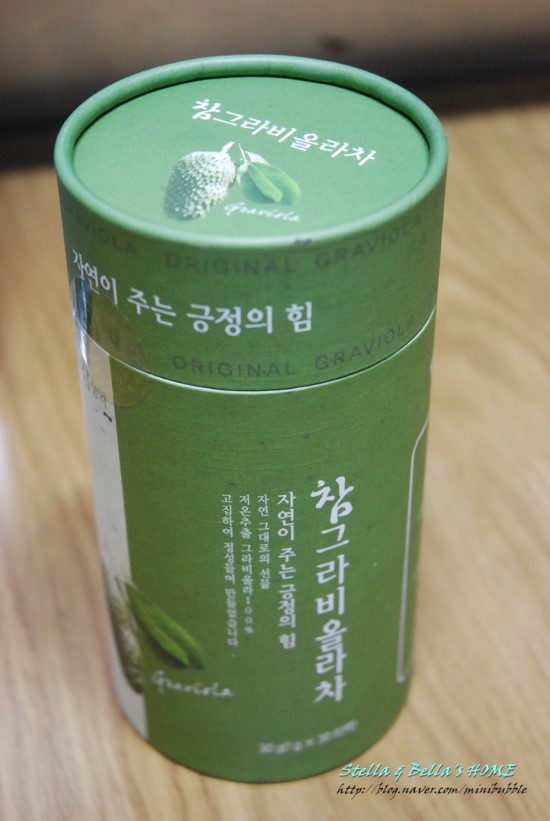 참그라비올라차
Graviola
ORIGINAL GRAVIOLA
자연이 주는 긍정의 힘
ORIGINAL GRAVIOLA
참그라비올라차
자연이 주는 긍정의 힘
자연 그대로의 선물
저온추출 그라비올라100%
고집하여 정성들여 만들었습니다.
Graviola
Stella & Bella's HOME
http://blog.naver.com/minibubble